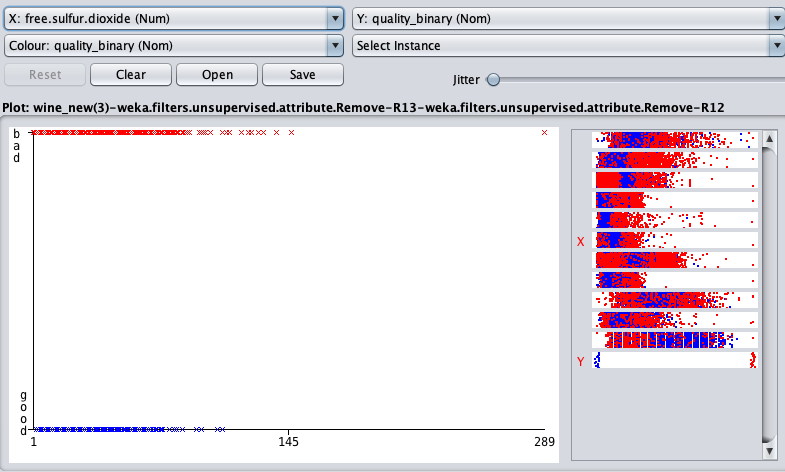 X: free.sulfur.dioxide (Num)
Y: quality_binary (Nom)
Colour: quality_binary (Nom)
Select Instance
Reset
Clear
Open
Save
Jitter
Plot: wine_new(3)-weka.filters.unsupervised.attribute.Remove-R13-weka.filters.unsupervised.attribute.Remove-R12
bad
good
1
145
289
X
Y